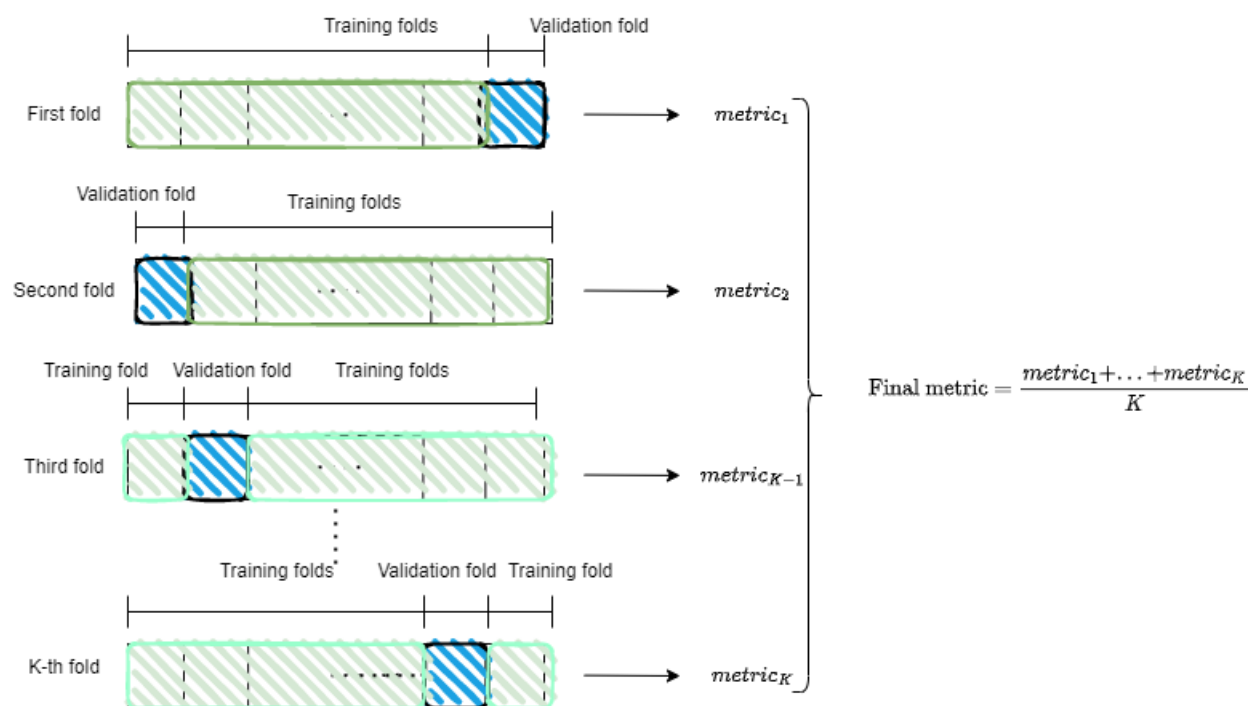 Training folds Validation fold
First fold metric₁
Validation fold Training folds
Second fold metric₂
Training fold Validation fold Training folds
Final metric = (metric₁+...+metric_K)/K
Third fold metric_{K−1}
Training folds Validation fold Training fold
K-th fold metric_K